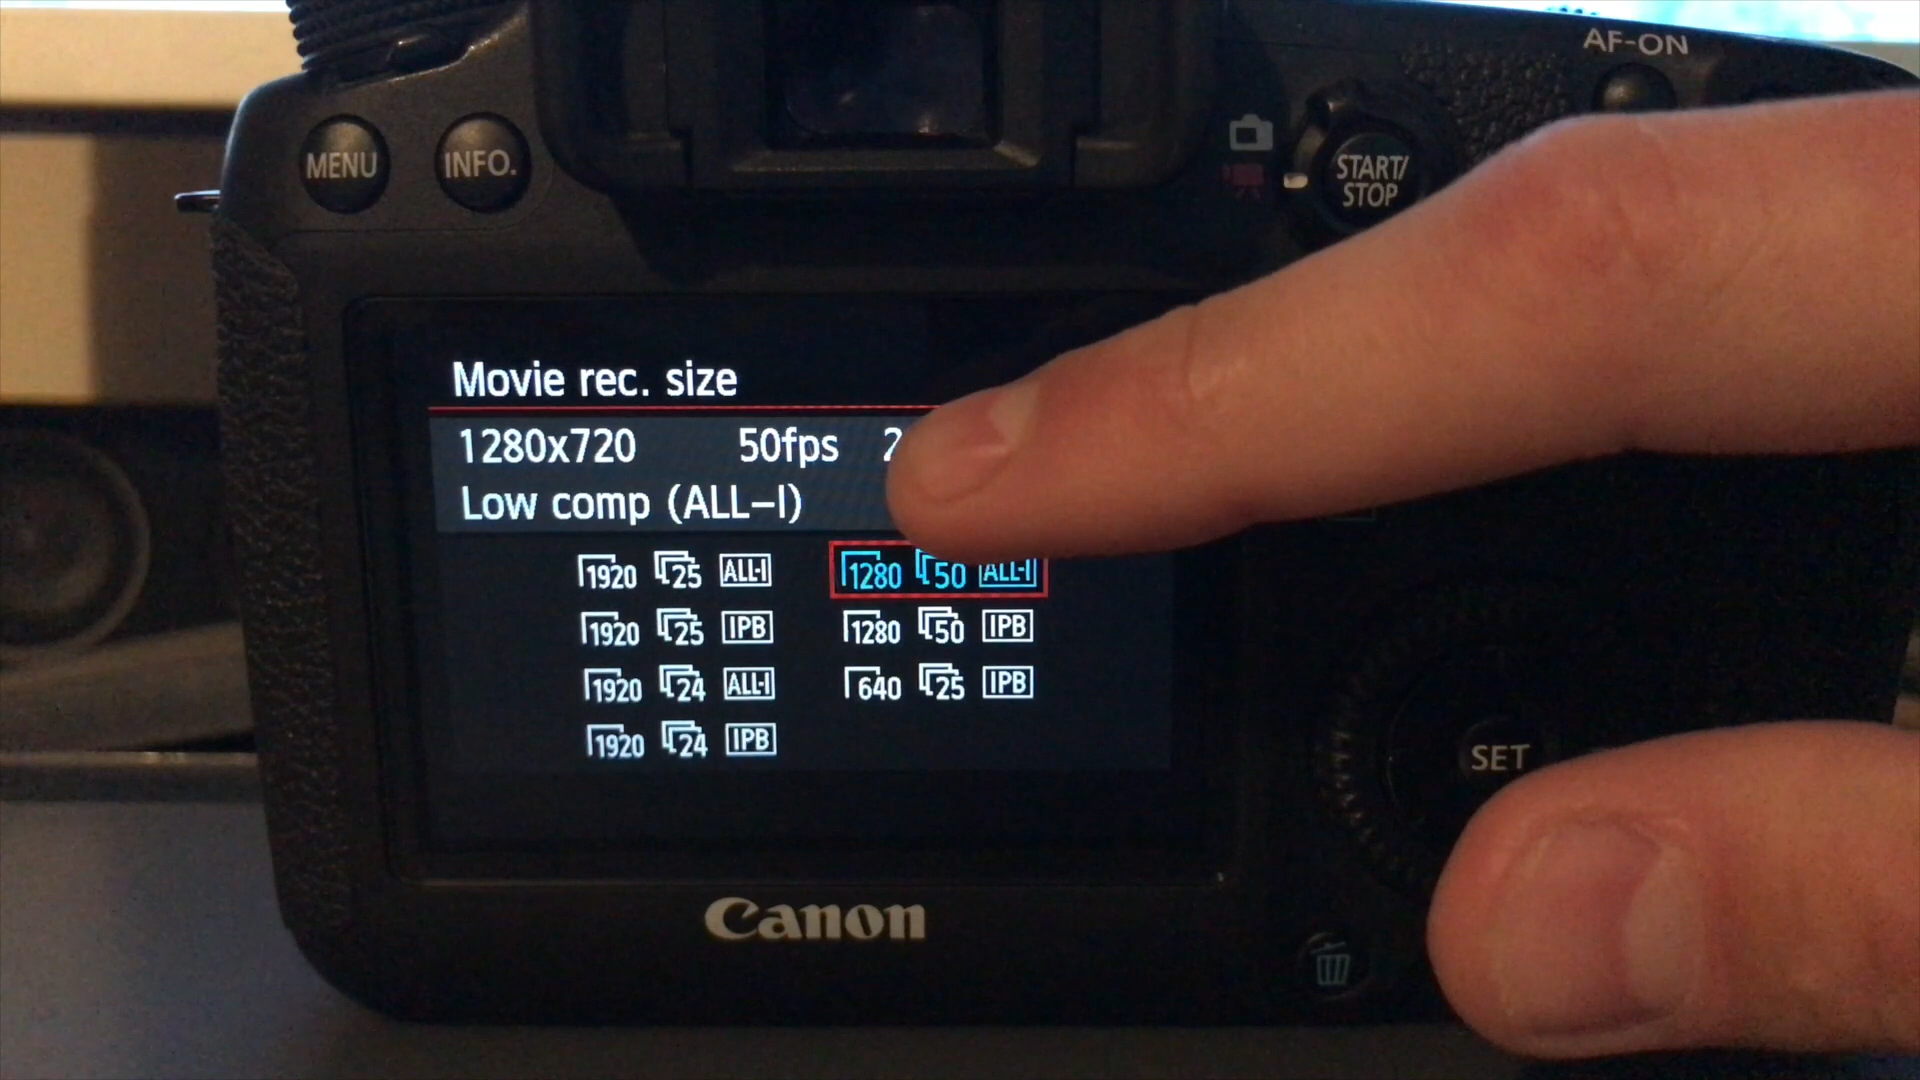 AF-ON
MENU
INFO.
START/
STOP
Movie rec. size
1280x720 50fps 2
Low comp (ALL-I)
1920 25 ALL-I 1280 50 ALL-I
1920 25 IPB 1280 50 IPB
1920 24 ALL-I 640 25 IPB
1920 24 IPB
SET
Canon